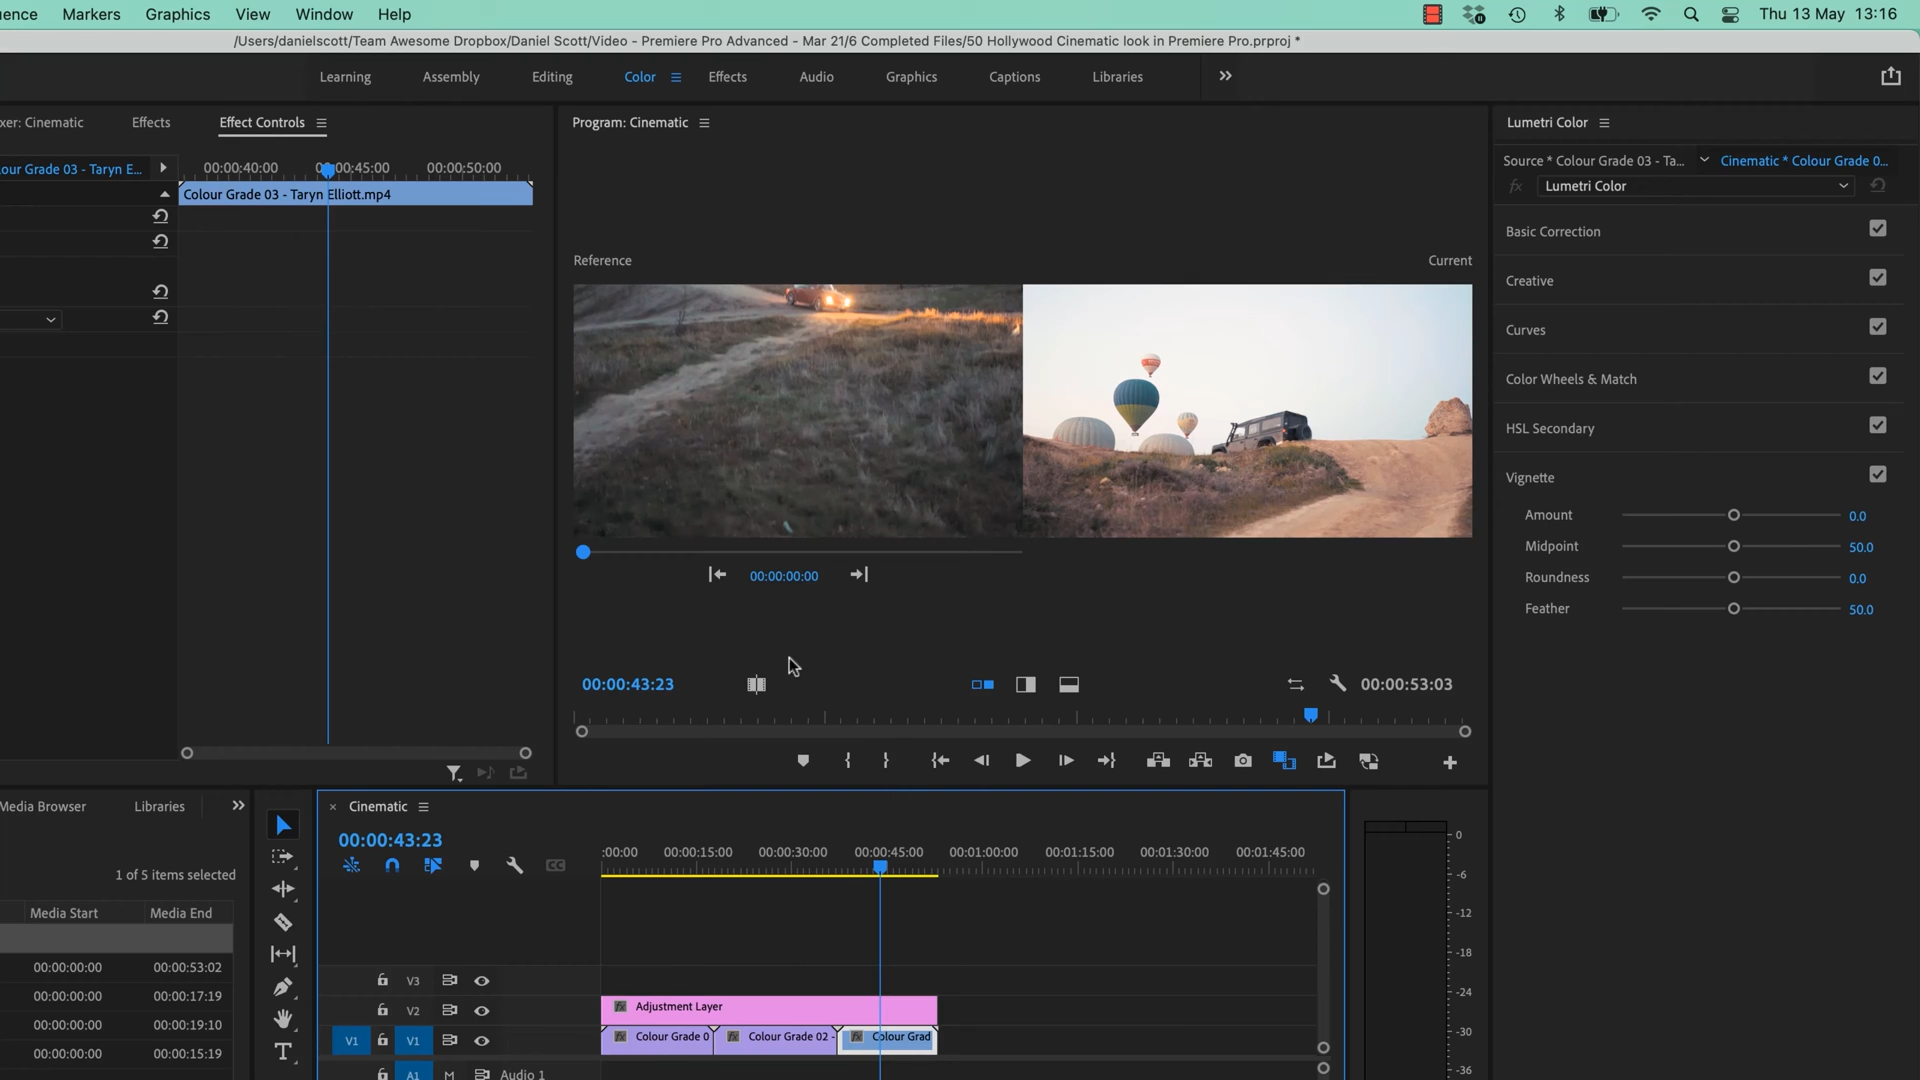 uence Markers Graphics View Window Help Thu 13 May 13:16
/Users/danielscott/Team Awesome Dropbox/Daniel Scott/Video - Premiere Pro Advanced - Mar 21/6 Completed Files/50 Hollywood Cinematic look in Premiere Pro.prproj *
Learning Assembly Editing Color Effects Audio Graphics Captions Libraries
xer: Cinematic Effects Effect Controls
our Grade 03 - Taryn E... 00:00:40:00 00:00:45:00 00:00:50:00
Colour Grade 03 - Taryn Elliott.mp4
Program: Cinematic
Reference Current
00:00:00:00
00:00:43:23 00:00:53:03
Lumetri Color
Source * Colour Grade 03 - Ta... Cinematic * Colour Grade 0...
fx Lumetri Color
Basic Correction
Creative
Curves
Color Wheels & Match
HSL Secondary
Vignette
Amount 0.0
Midpoint 50.0
Roundness 0.0
Feather 50.0
Media Browser Libraries
1 of 5 items selected
Media Start Media End
00:00:00:00 00:00:53:02
00:00:00:00 00:00:17:19
00:00:00:00 00:00:19:10
00:00:00:00 00:00:15:19
T
× Cinematic
00:00:43:23
CC
:00:00 00:00:15:00 00:00:30:00 00:00:45:00 00:01:00:00 00:01:15:00 00:01:30:00 00:01:45:00
V3
V2 fx Adjustment Layer
V1 V1 fx Colour Grade 0 fx Colour Grade 02 - fx Colour Grad
A1 M Audio 1
0
-6
-12
-18
-24
-30
-36